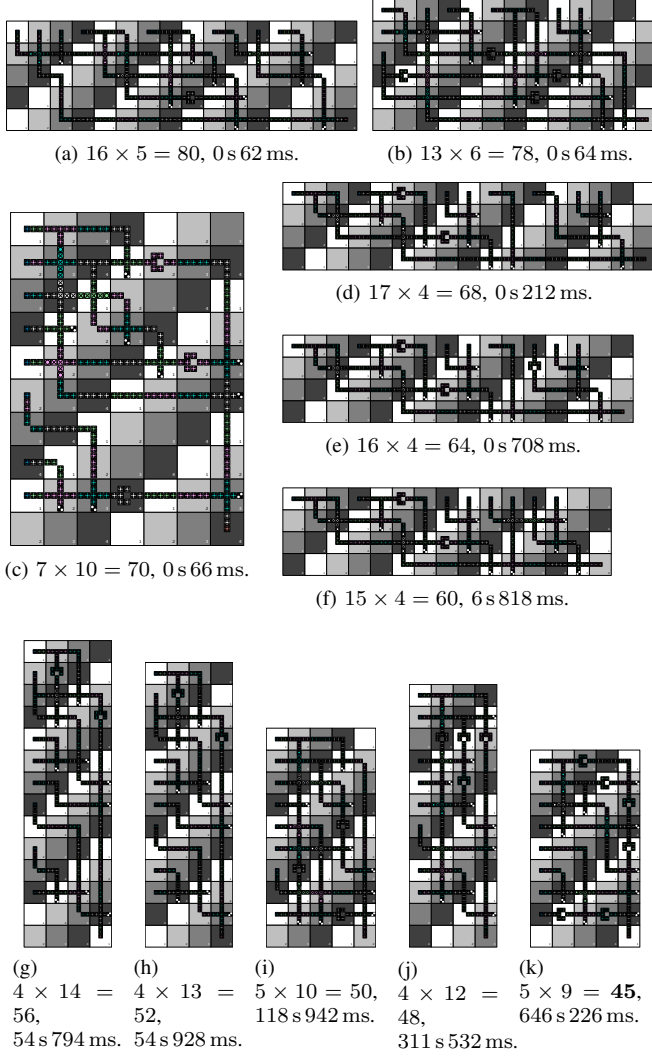 (a) 16 × 5 = 80, 0 s 62 ms.
(b) 13 × 6 = 78, 0 s 64 ms.
(c) 7 × 10 = 70, 0 s 66 ms.
(d) 17 × 4 = 68, 0 s 212 ms.
(e) 16 × 4 = 64, 0 s 708 ms.
(f) 15 × 4 = 60, 6 s 818 ms.
(g)
4 × 14 =
56,
54 s 794 ms.
(h)
4 × 13 =
52,
54 s 928 ms.
(i)
5 × 10 = 50,
118 s 942 ms.
(j)
4 × 12 =
48,
311 s 532 ms.
(k)
5 × 9 = 45,
646 s 226 ms.